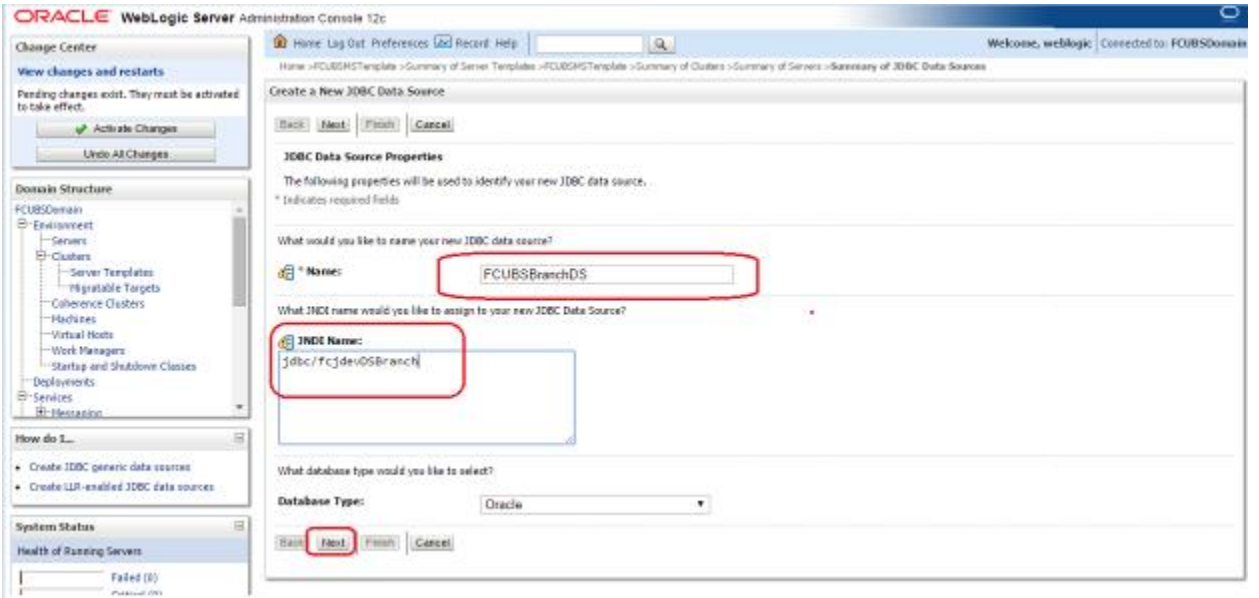 ORACLE WebLogic Server Administration Console 12c
Change Center
View changes and restarts
Pending changes exist. They must be activated
to take effect.
Activate Changes
Undo All Changes
Domain Structure
FCUBSDomain
Environment
Servers
Clusters
Server Templates
Migratable Targets
Coherence Clusters
Machines
Virtual Hosts
Work Managers
Startup and Shutdown Classes
Deployments
Services
Messaging
How do I...
Create JDBC generic data sources
Create LLR-enabled JDBC data sources
System Status
Health of Running Servers
Failed (0)
Critical (0)
Home Log Out Preferences Record Help
Welcome, weblogic Connected to: FCUBSDomain
Home >FCUBSMSTemplate >Summary of Server Templates >FCUBSMSTemplate >Summary of Clusters >Summary of Servers >Summary of JDBC Data Sources
Create a New JDBC Data Source
Back Next Finish Cancel
JDBC Data Source Properties
The following properties will be used to identify your new JDBC data source.
* Indicates required fields
What would you like to name your new JDBC data source?
* Name: FCUBSBranchDS
What JNDI name would you like to assign to your new JDBC Data Source?
JNDI Name:
jdbc/fcjdevDSBranch
What database type would you like to select?
Database Type: Oracle
Back Next Finish Cancel